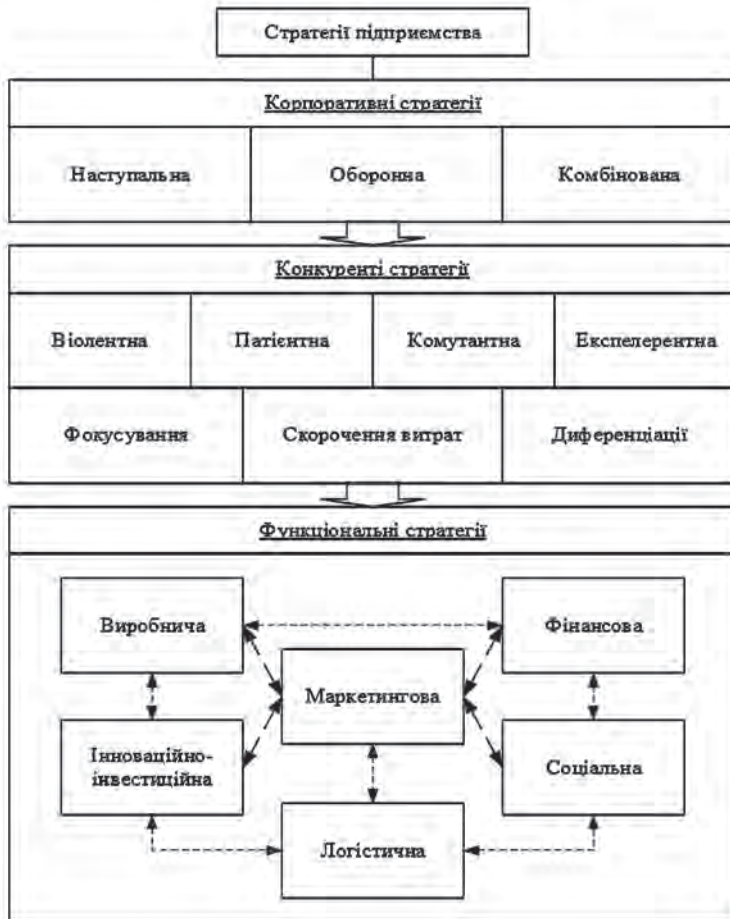 Стратегії підприємства
Корпоративні стратегії
Наступальна
Оборонна
Комбінована
Конкуренті стратегії
Віолентна
Патієнтна
Комутантна
Експелерентна
Фокусування
Скорочення витрат
Диференціації
Функціональні стратегії
Виробнича
Фінансова
Маркетингова
Інноваційно-
інвестиційна
Соціальна
Логістична